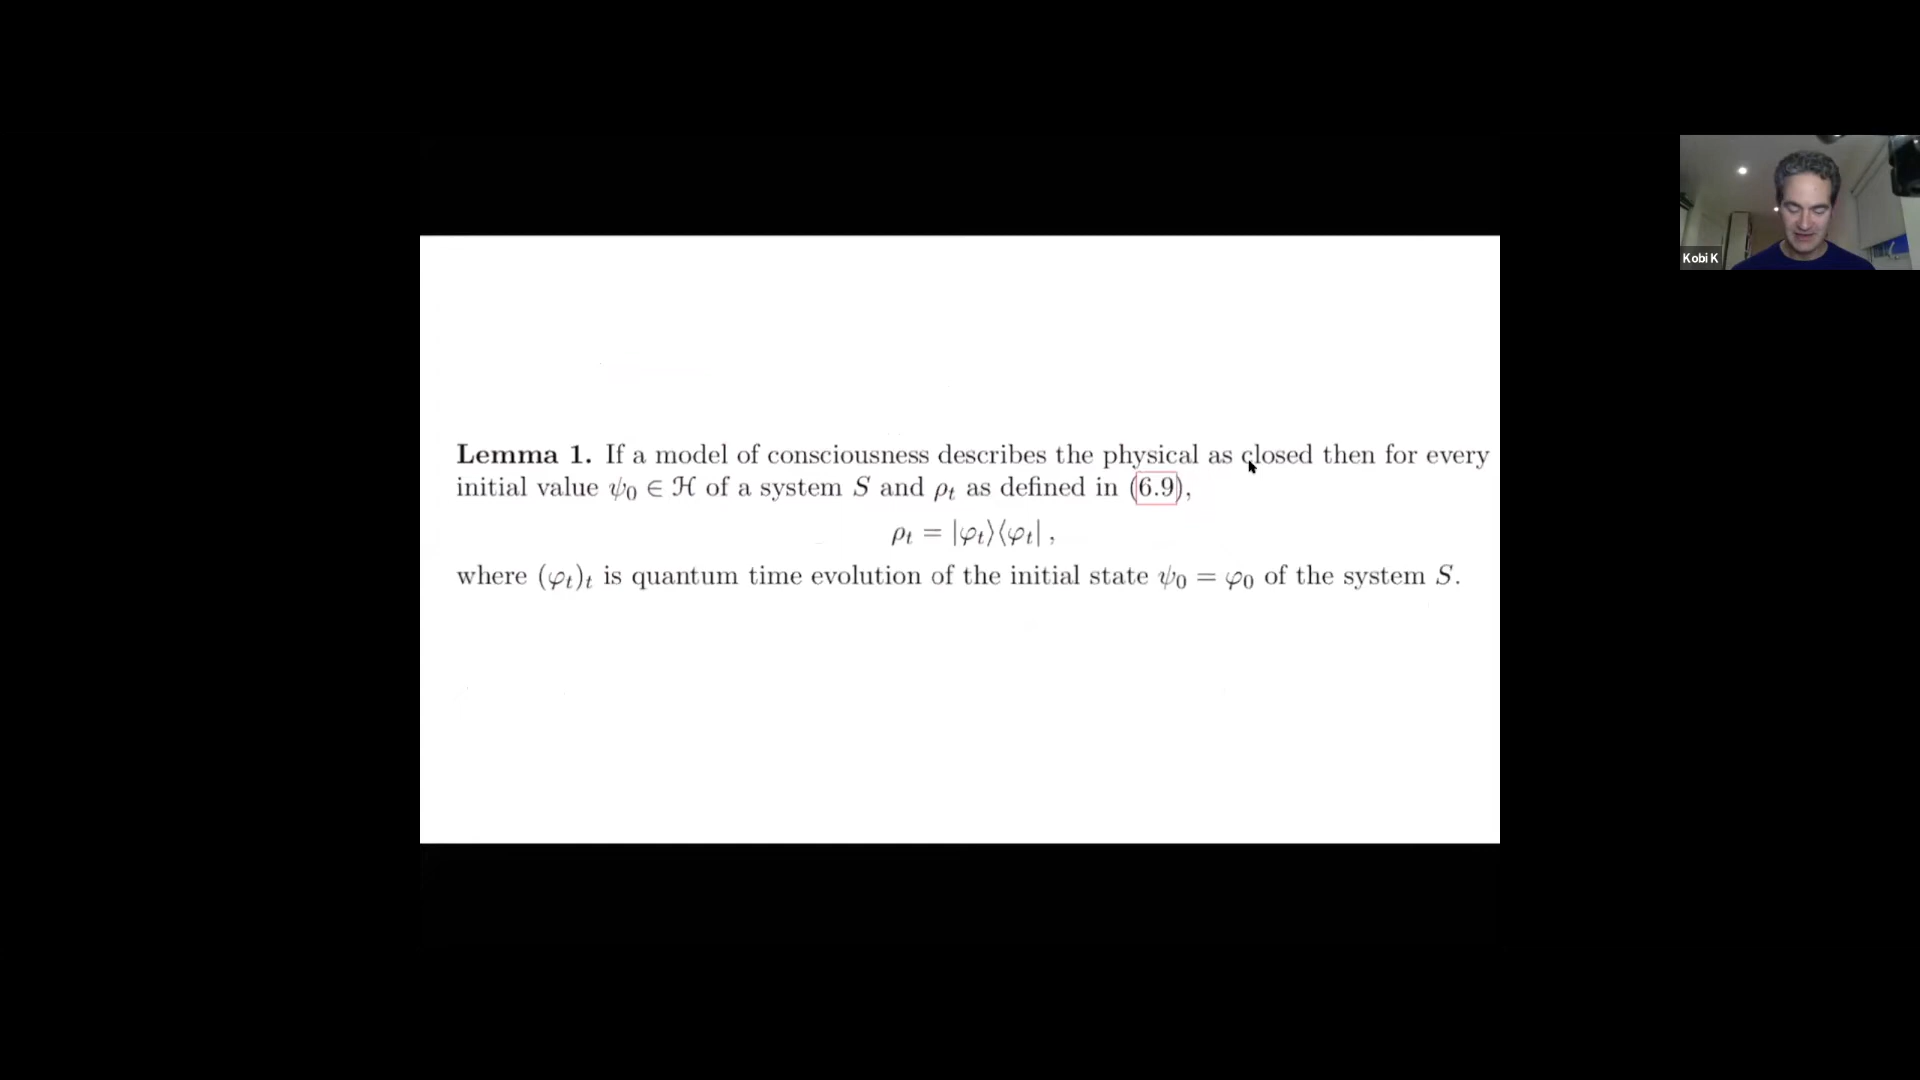 Lemma 1. If a model of consciousness describes the physical as closed then for every
initial value ψ₀ ∈ ℋ of a system S and ρₜ as defined in (6.9),
ρₜ = |φₜ⟩⟨φₜ| ,
where (φₜ)ₜ is quantum time evolution of the initial state ψ₀ = φ₀ of the system S.
Kobi K